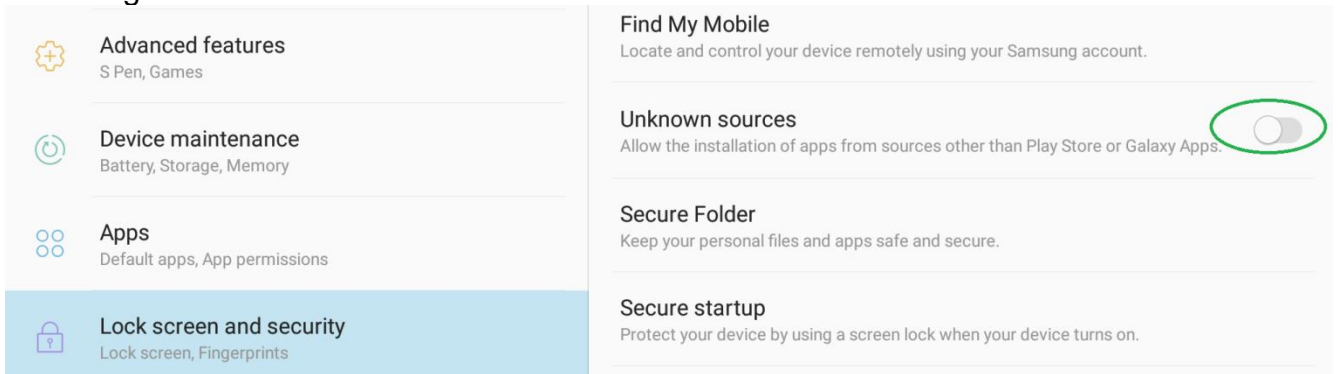 Advanced features
S Pen, Games
Device maintenance
Battery, Storage, Memory
Apps
Default apps, App permissions
Lock screen and security
Lock screen, Fingerprints
Find My Mobile
Locate and control your device remotely using your Samsung account.
Unknown sources
Allow the installation of apps from sources other than Play Store or Galaxy Apps.
Secure Folder
Keep your personal files and apps safe and secure.
Secure startup
Protect your device by using a screen lock when your device turns on.